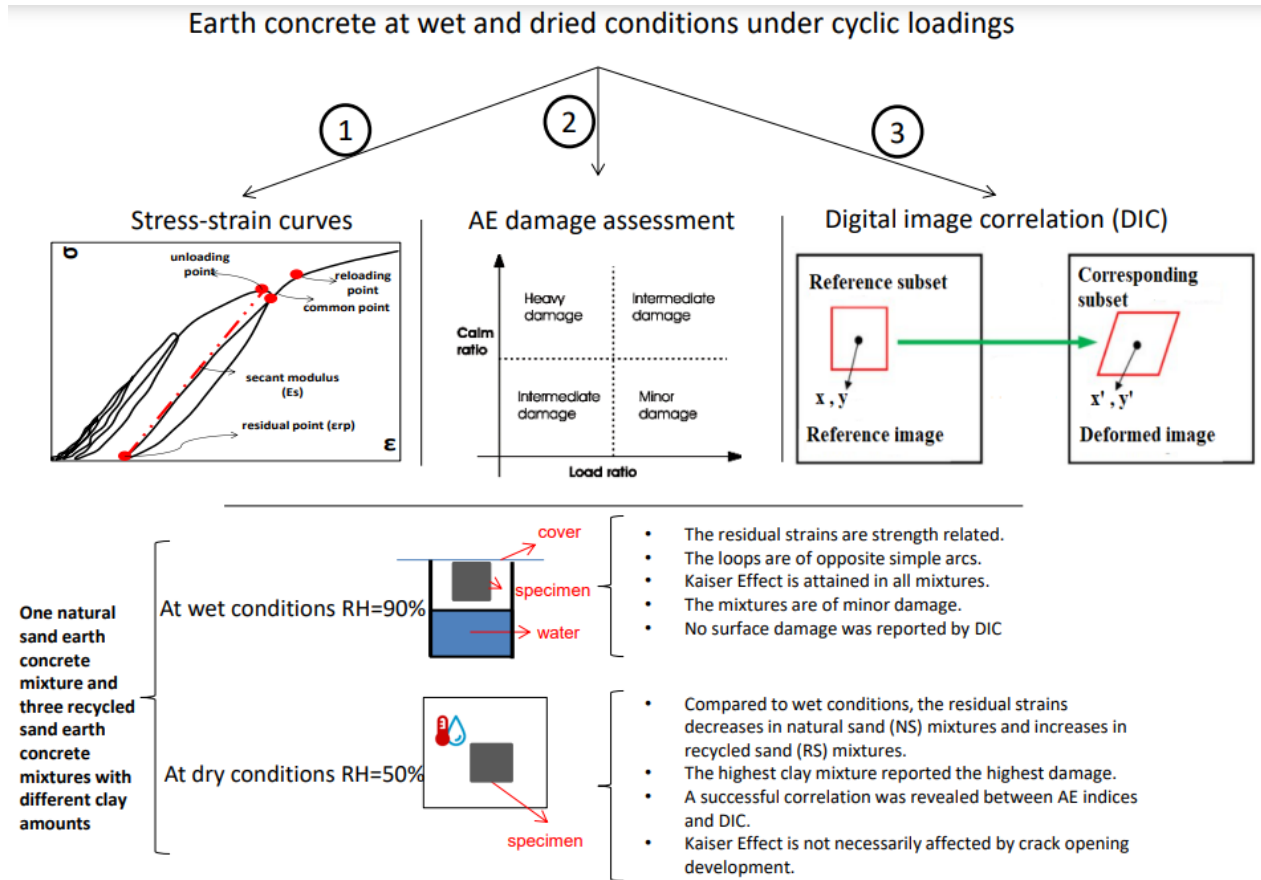 Earth concrete at wet and dried conditions under cyclic loadings
1
2
3
Stress-strain curves
σ
unloading
point
reloading
point
common point
secant modulus
(Es)
residual point (εrp)
ε
AE damage assessment
Calm
ratio
Heavy
damage
Intermediate
damage
Intermediate
damage
Minor
damage
Load ratio
Digital image correlation (DIC)
Reference subset
x , y
Reference image
Corresponding
subset
x' , y'
Deformed image
One natural
sand earth
concrete
mixture and
three recycled
sand earth
concrete
mixtures with
different clay
amounts
At wet conditions RH=90%
cover
specimen
water
• The residual strains are strength related.
• The loops are of opposite simple arcs.
• Kaiser Effect is attained in all mixtures.
• The mixtures are of minor damage.
• No surface damage was reported by DIC
At dry conditions RH=50%
specimen
• Compared to wet conditions, the residual strains
decreases in natural sand (NS) mixtures and increases in
recycled sand (RS) mixtures.
• The highest clay mixture reported the highest damage.
• A successful correlation was revealed between AE indices
and DIC.
• Kaiser Effect is not necessarily affected by crack opening
development.